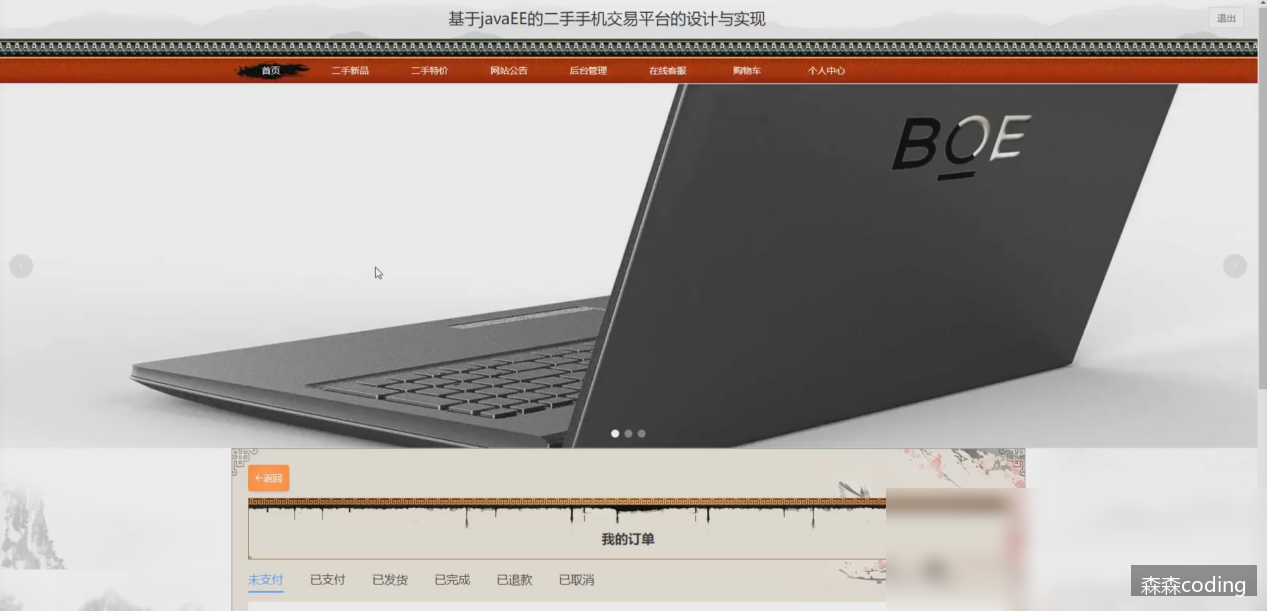 基于javaEE的二手手机交易平台的设计与实现
退出
首页 二手新品 二手特价 网站公告 后台管理 在线客服 购物车 个人中心
BOE
←返回
我的订单
未支付 已支付 已发货 已完成 已退款 已取消
森森coding